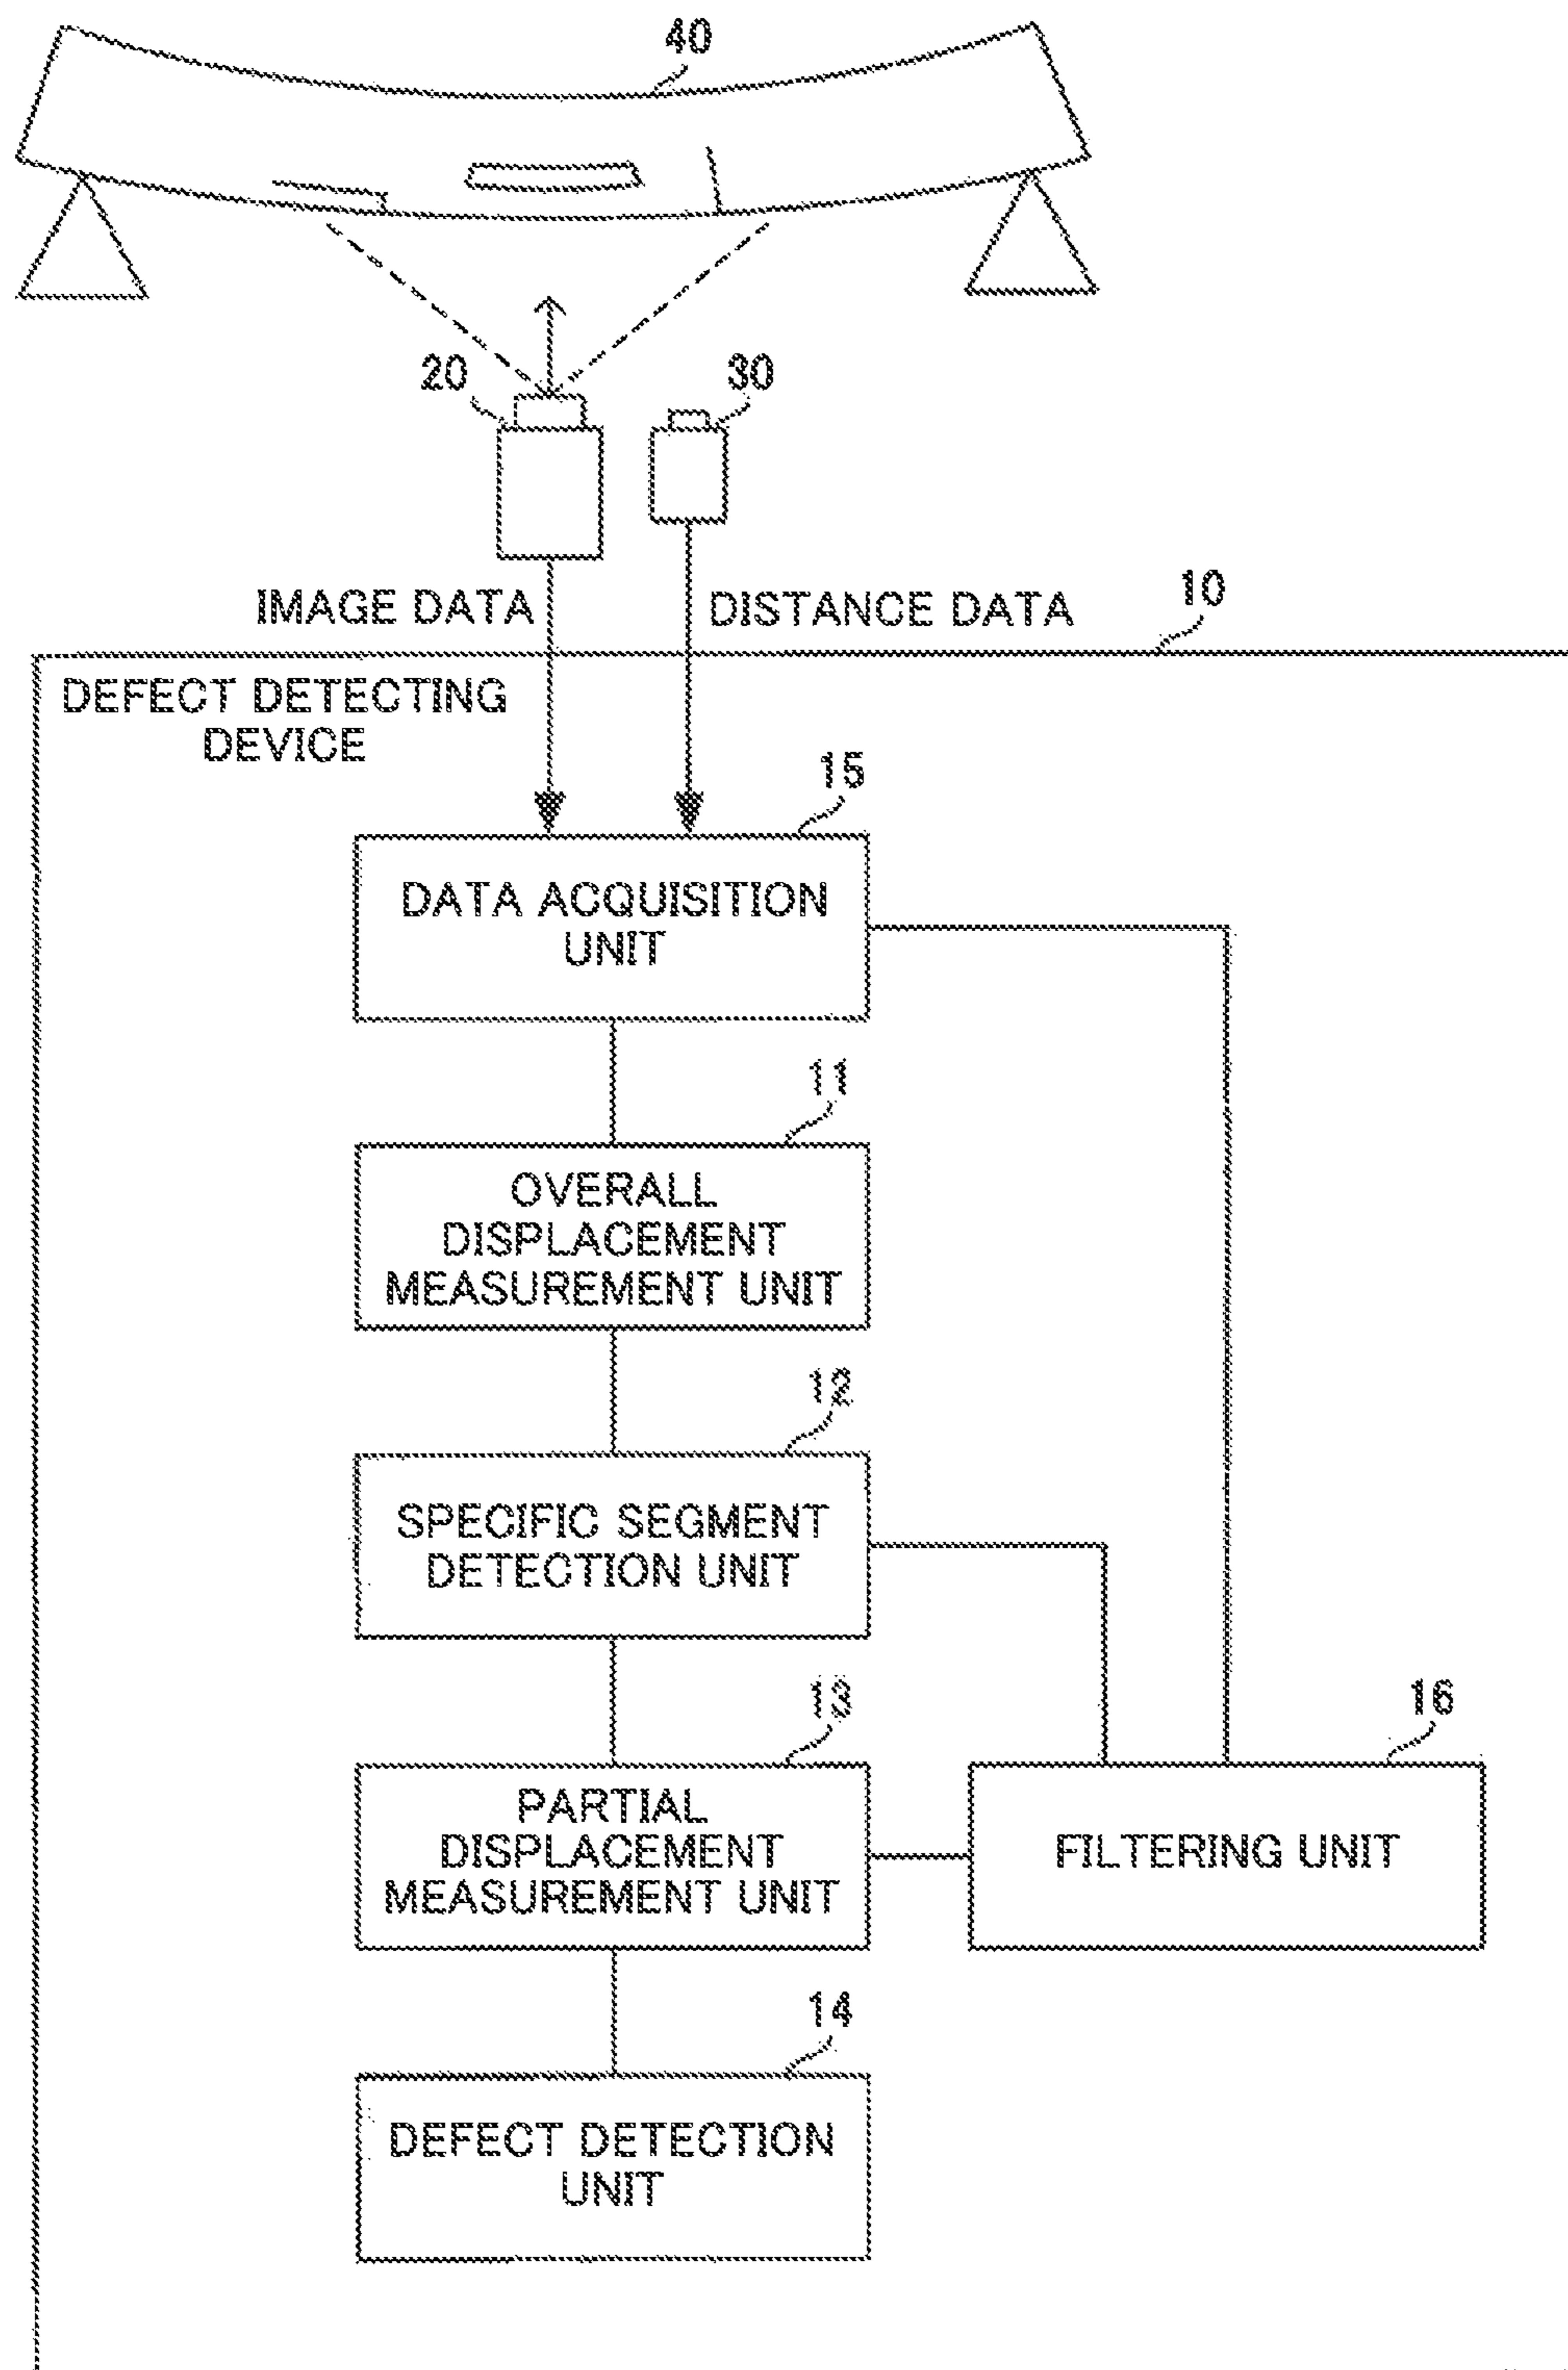 40
20
30
IMAGE DATA
DISTANCE DATA
10
DEFECT DETECTING
DEVICE
15
DATA ACQUISITION
UNIT
11
OVERALL
DISPLACEMENT
MEASUREMENT UNIT
12
SPECIFIC SEGMENT
DETECTION UNIT
13
16
PARTIAL
DISPLACEMENT
MEASUREMENT UNIT
FILTERING UNIT
14
DEFECT DETECTION
UNIT